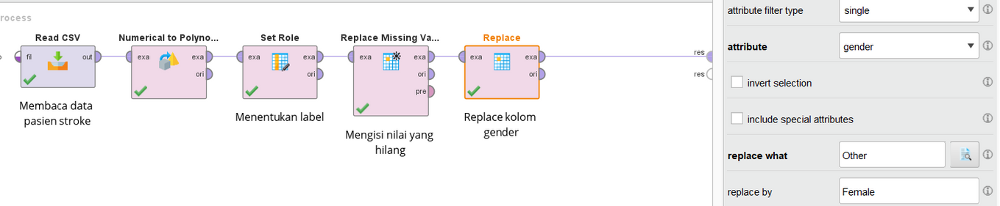 rocess
Read CSV
fil
out
Membaca data
pasien stroke
Numerical to Polyno...
exa
exa
ori
Set Role
exa
exa
ori
Menentukan label
Replace Missing Va...
exa
exa
ori
pre
Mengisi nilai yang
hilang
Replace
exa
exa
ori
Replace kolom
gender
res
res
attribute filter type
single
attribute
gender
invert selection
include special attributes
replace what
Other
replace by
Female